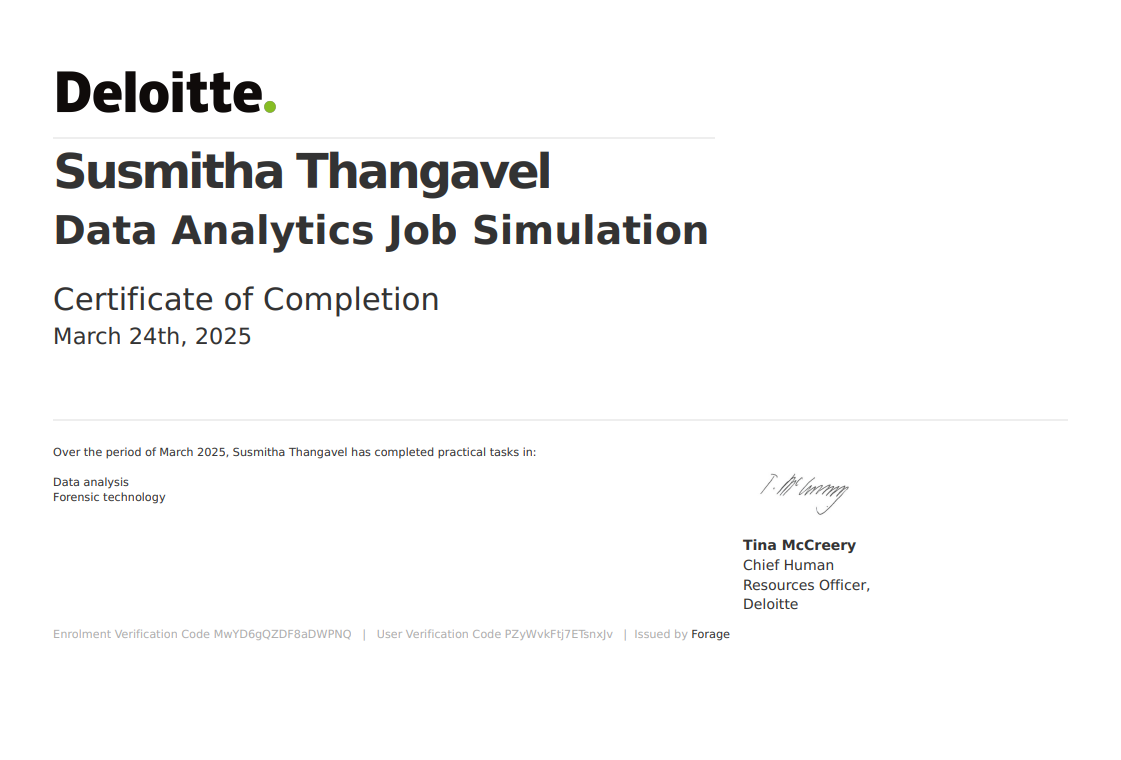 Deloitte.
Susmitha Thangavel
Data Analytics Job Simulation
Certificate of Completion
March 24th, 2025
Over the period of March 2025, Susmitha Thangavel has completed practical tasks in:
Data analysis
Forensic technology
T. McCreery
Tina McCreery
Chief Human
Resources Officer,
Deloitte
Enrolment Verification Code MwYD6gQZDF8aDWPNQ | User Verification Code PZyWvkFtj7ETsnxJv | Issued by Forage